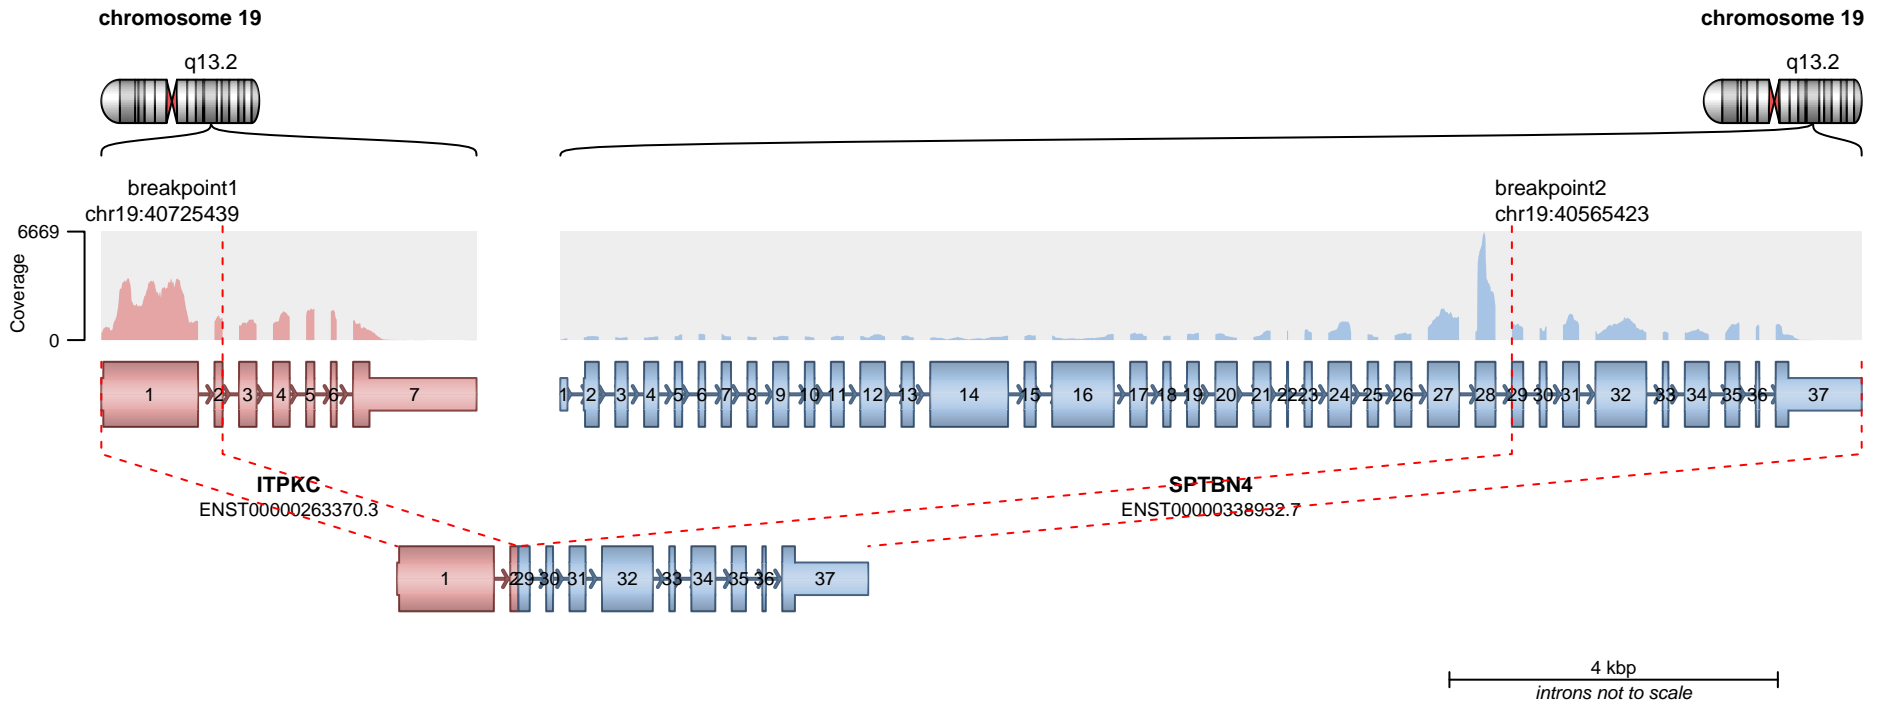 chromosome 19
chromosome 19
q13.2
q13.2
breakpoint1
chr19:40725439
breakpoint2
chr19:40565423
6669
Coverage
0
1 2 3 4 5 6 7
1 2 3 4 5 6 7 8 9 10 11 12 13 14 15 16 17 18 19 20 21 22 23 24 25 26 27 28 29 30 31 32 33 34 35 36 37
ITPKC
ENST00000263370.3
SPTBN4
ENST00000338932.7
1 2 29 30 31 32 33 34 35 36 37
4 kbp
introns not to scale